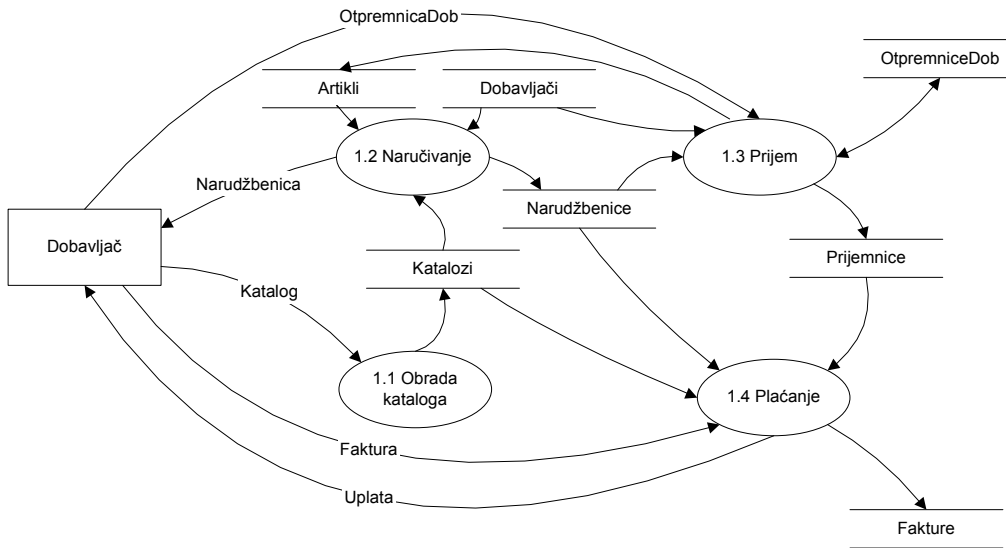 OtpremnicaDob
OtpremniceDob
Artikli
Dobavljači
1.2 Naručivanje
1.3 Prijem
Narudžbenica
Narudžbenice
Dobavljač
Katalozi
Prijemnice
Katalog
1.1 Obrada
kataloga
1.4 Plaćanje
Faktura
Uplata
Fakture